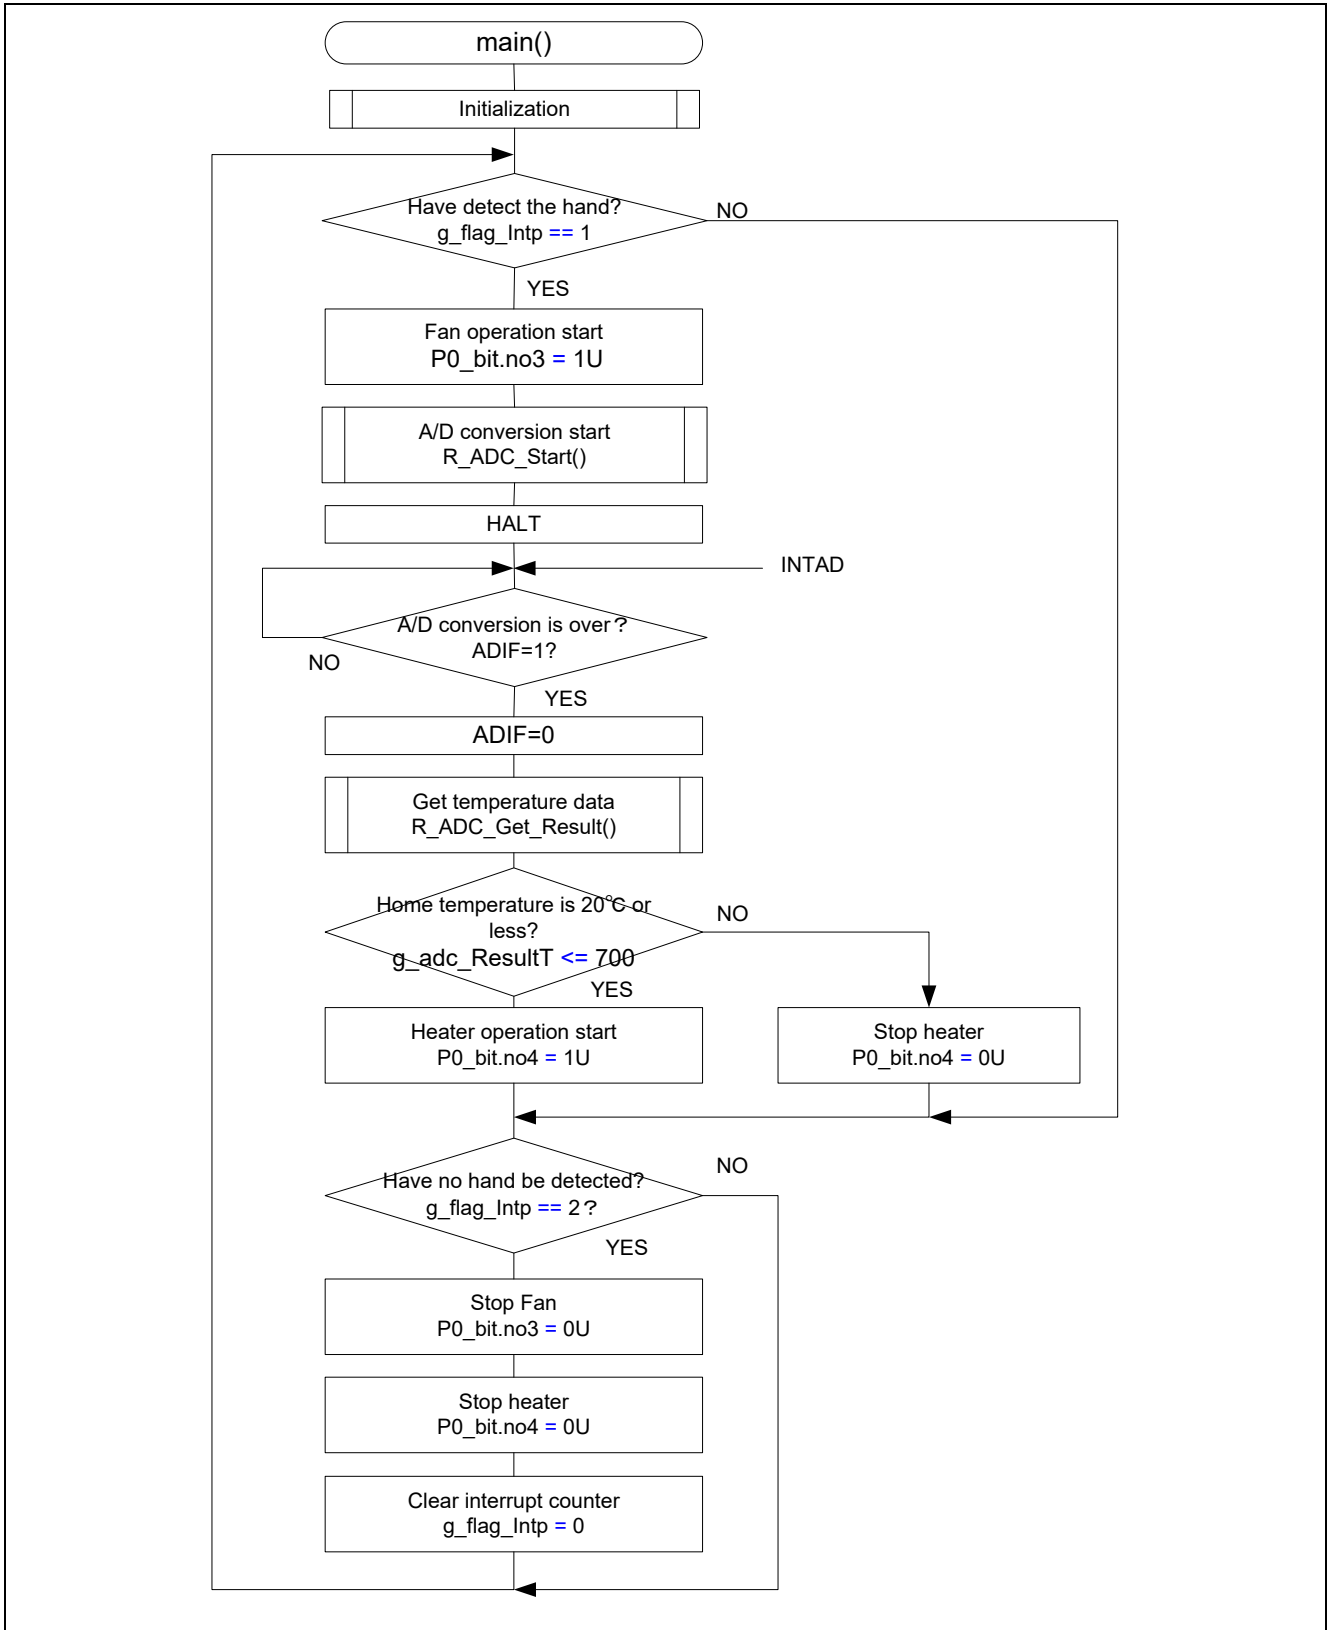 main()
Initialization
Have detect the hand?
g_flag_Intp == 1
NO
YES
Fan operation start
P0_bit.no3 = 1U
A/D conversion start
R_ADC_Start()
HALT
INTAD
A/D conversion is over?
ADIF=1?
NO
YES
ADIF=0
Get temperature data
R_ADC_Get_Result()
Home temperature is 20℃ or
less?
g_adc_ResultT <= 700
NO
YES
Heater operation start
P0_bit.no4 = 1U
Stop heater
P0_bit.no4 = 0U
Have no hand be detected?
g_flag_Intp == 2?
NO
YES
Stop Fan
P0_bit.no3 = 0U
Stop heater
P0_bit.no4 = 0U
Clear interrupt counter
g_flag_Intp = 0